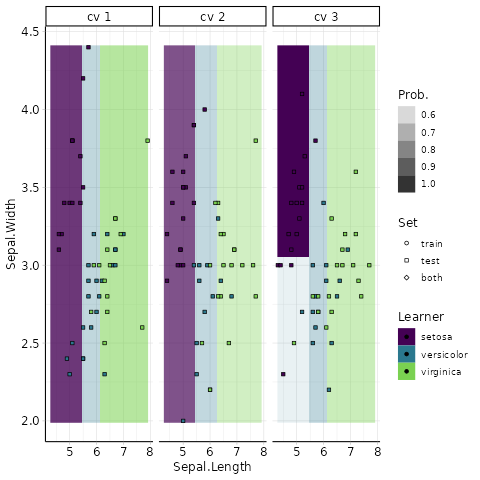 cv 1 cv 2 cv 3
4.5
4.0
3.5
3.0
2.5
2.0
Sepal.Width
5 6 7 8 5 6 7 8 5 6 7 8
Sepal.Length
Prob.
0.6
0.7
0.8
0.9
1.0
Set
train
test
both
Learner
setosa
versicolor
virginica